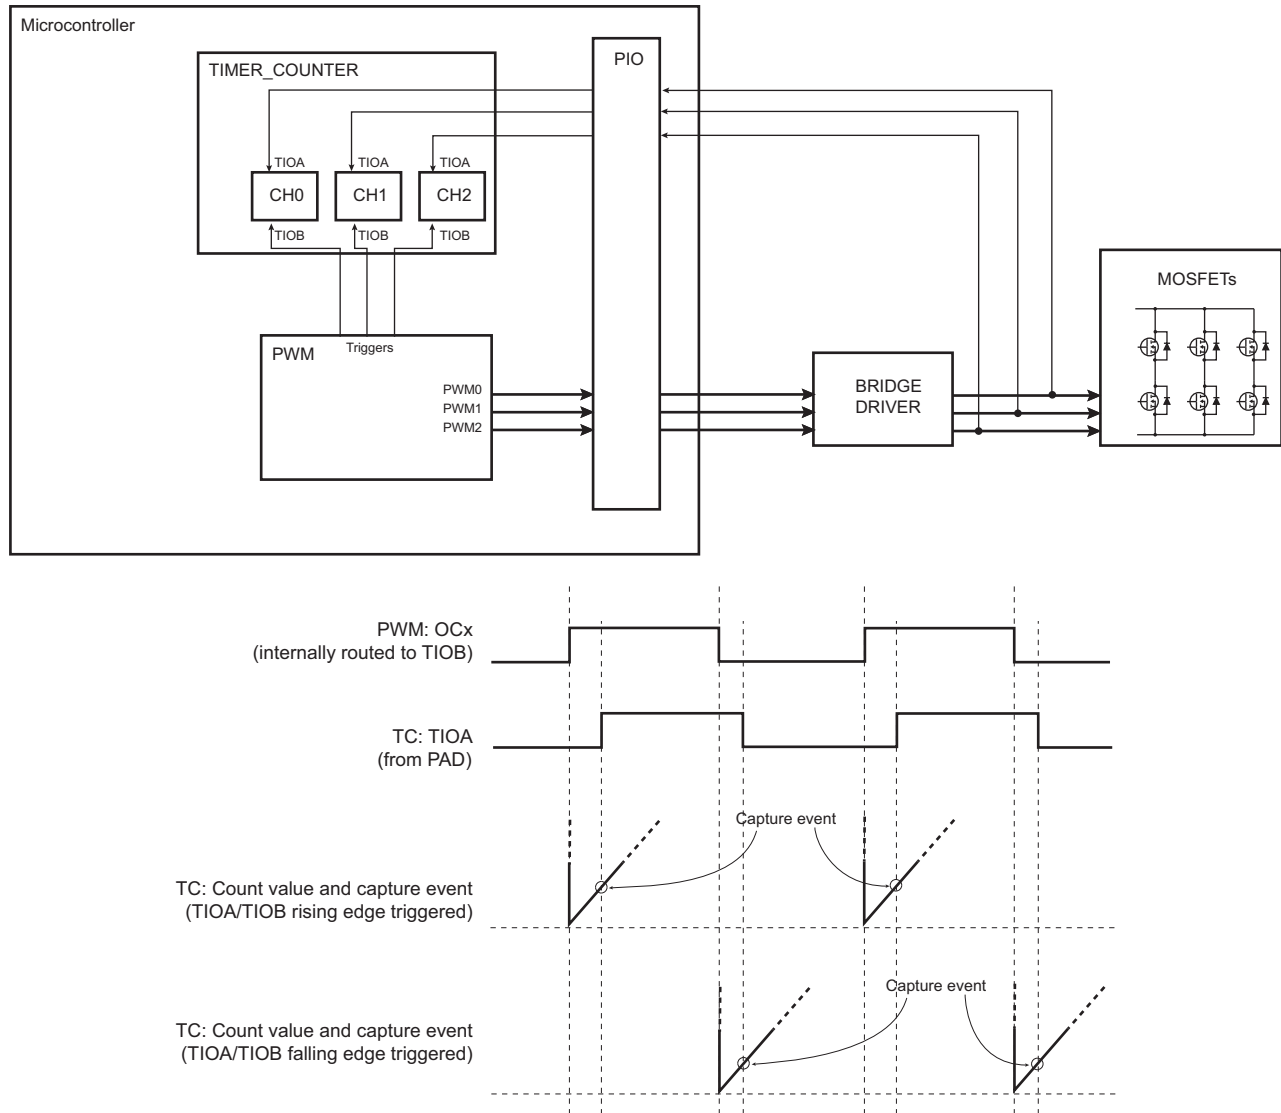 Microcontroller
PIO
TIMER_COUNTER
TIOA TIOA TIOA
CH0 CH1 CH2
TIOB TIOB TIOB
MOSFETs
PWM
Triggers
PWM0
PWM1
PWM2
BRIDGE
DRIVER
PWM: OCx
(internally routed to TIOB)
TC: TIOA
(from PAD)
Capture event
TC: Count value and capture event
(TIOA/TIOB rising edge triggered)
Capture event
TC: Count value and capture event
(TIOA/TIOB falling edge triggered)